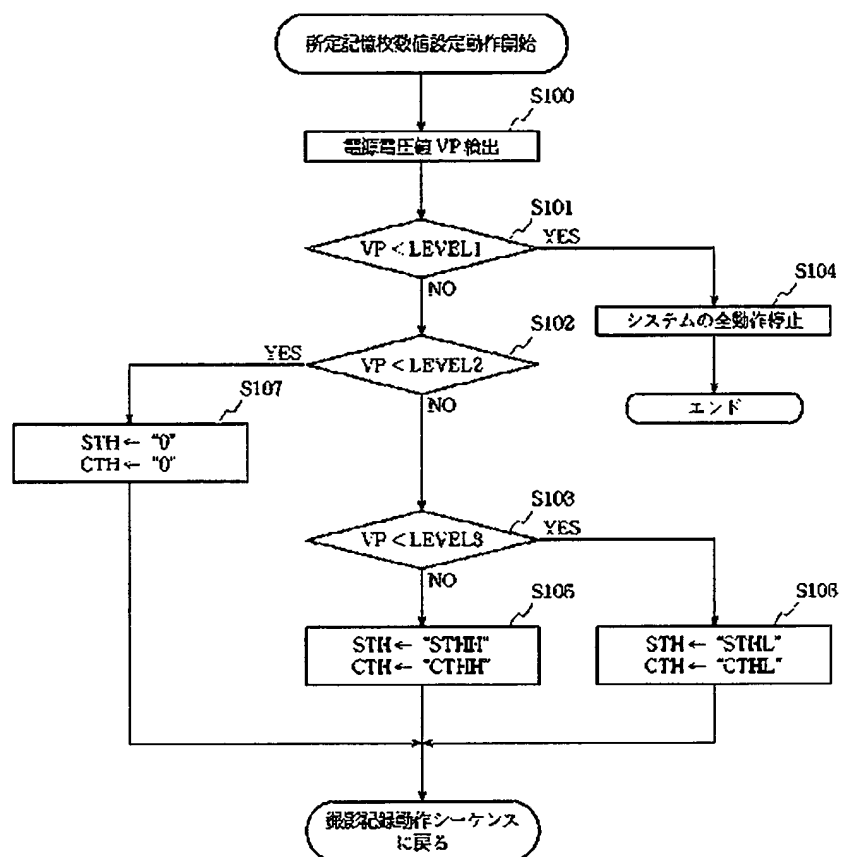 所定記憶枚数値設定動作開始
S100
電源電圧値 VP 検出
S101
VP < LEVEL1
YES
NO
S104
システムの全動作停止
エンド
S102
VP < LEVEL2
YES
NO
S107
STH ← "0"
CTH ← "0"
S103
VP < LEVEL3
YES
NO
S105
STH ← "STHH"
CTH ← "CTHH"
S106
STH ← "STHL"
CTH ← "CTHL"
撮影記録動作シーケンス
に戻る